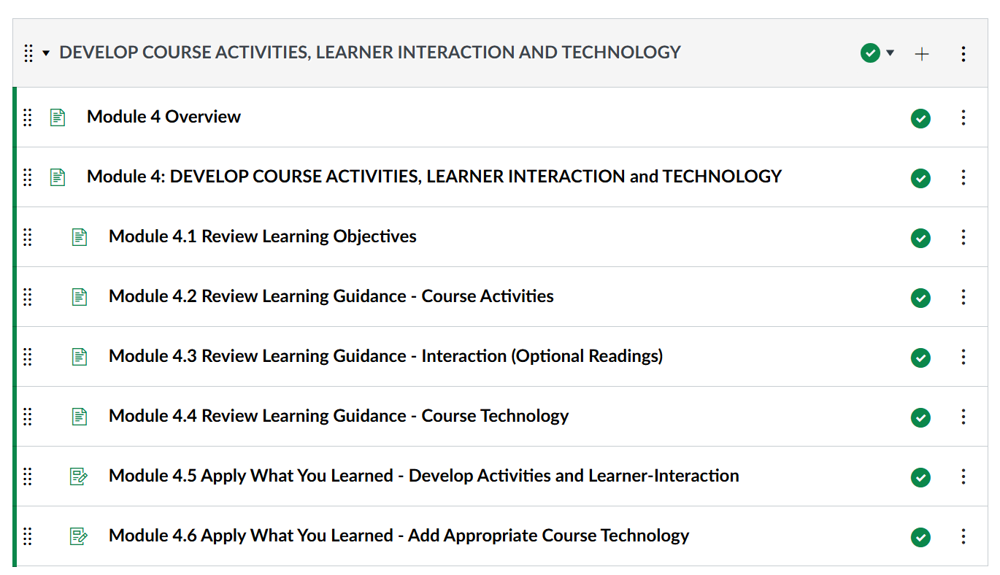 DEVELOP COURSE ACTIVITIES, LEARNER INTERACTION AND TECHNOLOGY
Module 4 Overview
Module 4: DEVELOP COURSE ACTIVITIES, LEARNER INTERACTION and TECHNOLOGY
Module 4.1 Review Learning Objectives
Module 4.2 Review Learning Guidance - Course Activities
Module 4.3 Review Learning Guidance - Interaction (Optional Readings)
Module 4.4 Review Learning Guidance - Course Technology
Module 4.5 Apply What You Learned - Develop Activities and Learner-Interaction
Module 4.6 Apply What You Learned - Add Appropriate Course Technology